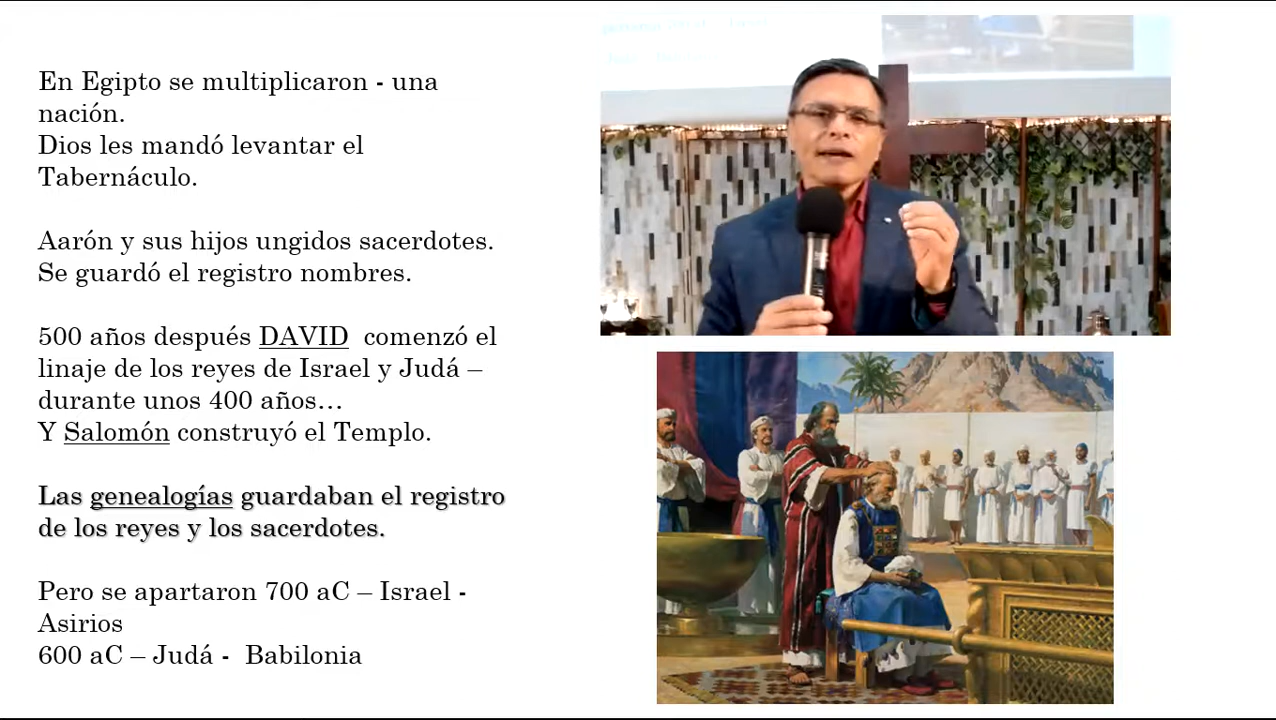 En Egipto se multiplicaron - una
nación.
Dios les mandó levantar el
Tabernáculo.
Aarón y sus hijos ungidos sacerdotes.
Se guardó el registro nombres.
500 años después DAVID comenzó el
linaje de los reyes de Israel y Judá –
durante unos 400 años…
Y Salomón construyó el Templo.
Las genealogías guardaban el registro
de los reyes y los sacerdotes.
Pero se apartaron 700 aC – Israel -
Asirios
600 aC – Judá - Babilonia